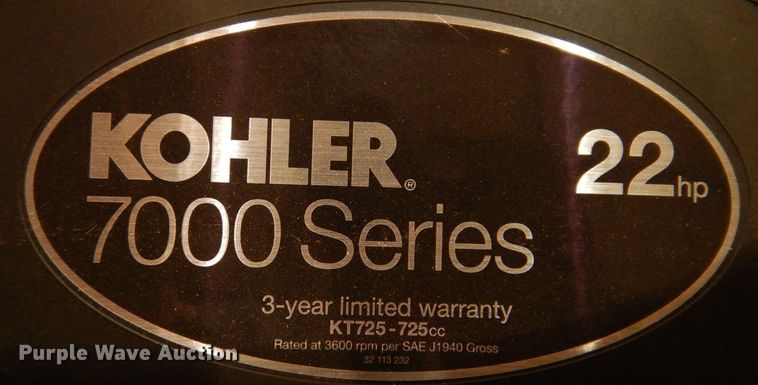 KOHLER®
22hp
7000 Series
3-year limited warranty
KT725-725cc
Rated at 3600 rpm per SAE J1940 Gross
32 113 232
Purple Wave Auction